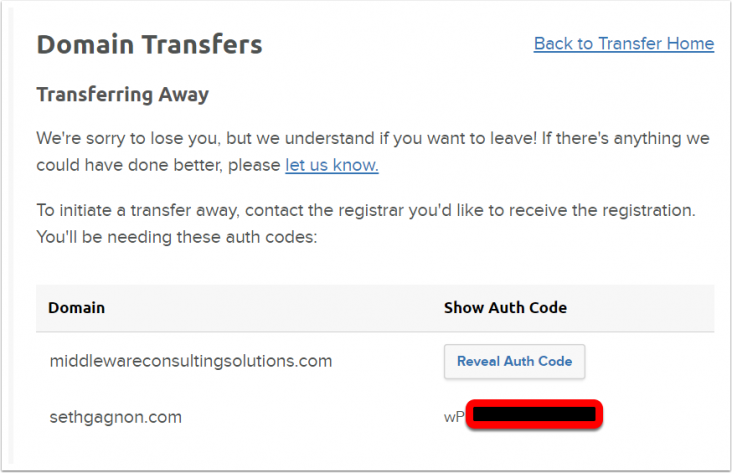 Domain Transfers
Back to Transfer Home
Transferring Away
We're sorry to lose you, but we understand if you want to leave! If there's anything we
could have done better, please let us know.
To initiate a transfer away, contact the registrar you'd like to receive the registration.
You'll be needing these auth codes:
Domain
Show Auth Code
middlewareconsultingsolutions.com
Reveal Auth Code
sethgagnon.com
wP